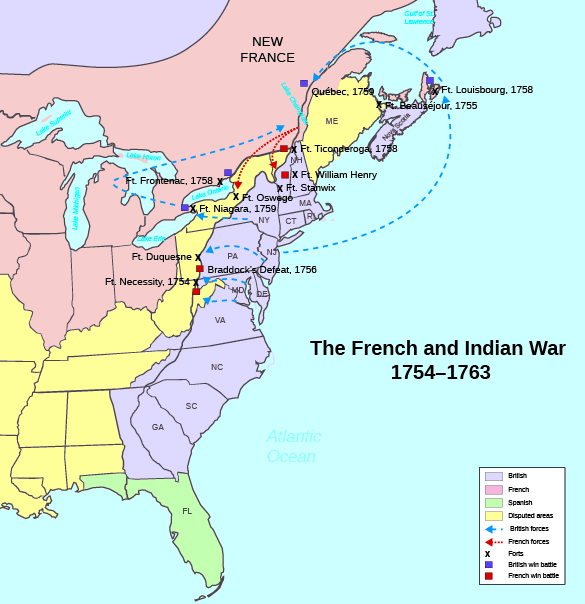 Gulf of St.
Lawrence
NEW
FRANCE
Québec, 1759
Ft. Louisbourg, 1758
Ft. Beauséjour, 1755
Lake Superior
ME
Nova Scotia
Lake Huron
Ft. Ticonderoga, 1758
NH
Ft. Frontenac, 1758
Ft. William Henry
Ft. Stanwix
Lake Michigan
Lake Ontario
Ft. Oswego
MA
Ft. Niagara, 1759
NY
CT
RI
Lake Erie
Ft. Duquesne
PA
NJ
Braddock's Defeat, 1756
Ft. Necessity, 1754
MD
DE
VA
The French and Indian War
1754–1763
NC
SC
GA
Atlantic
Ocean
FL
British
French
Spanish
Disputed areas
British forces
French forces
x
Forts
British win battle
French win battle